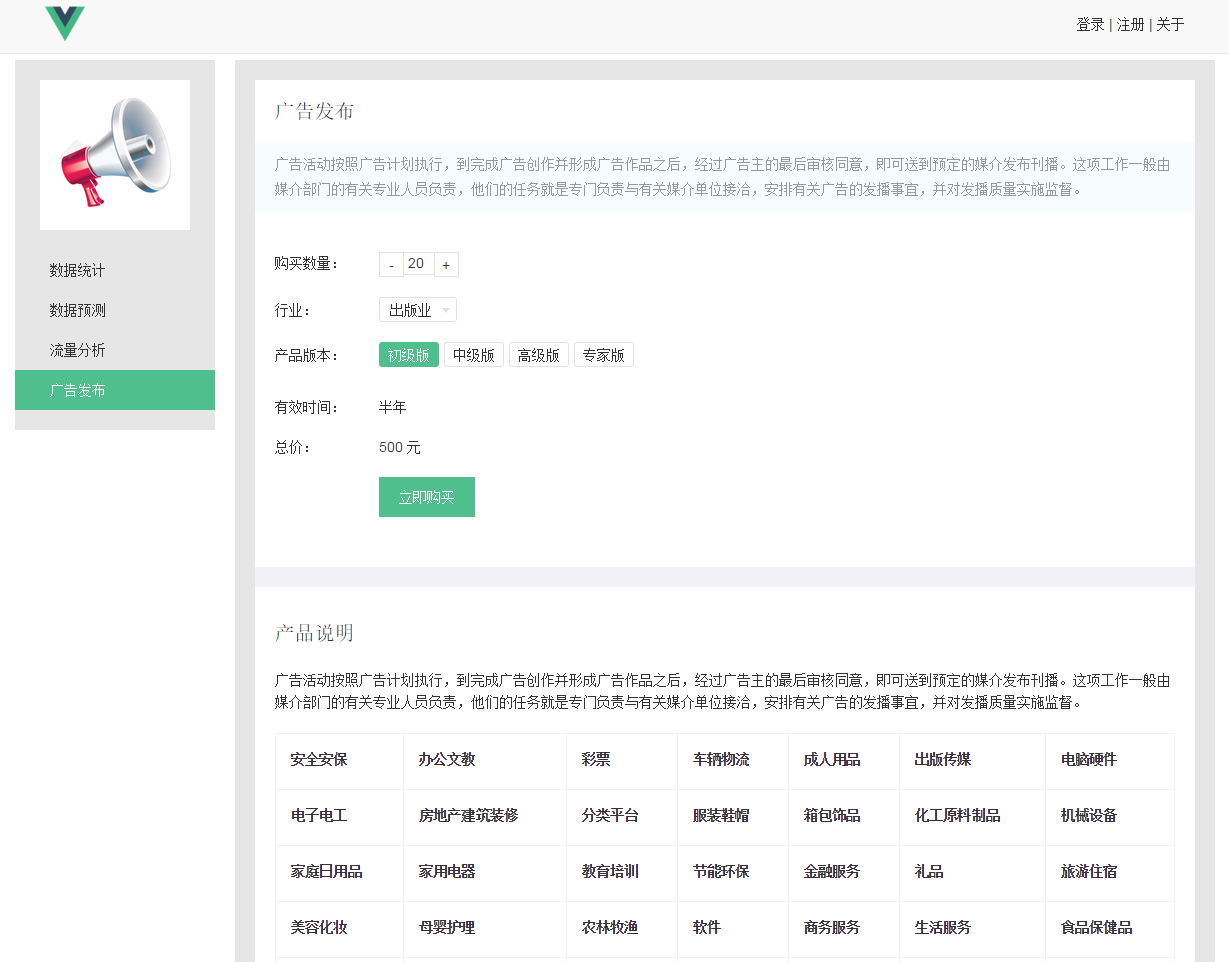 登录 | 注册 | 关于
数据统计
数据预测
流量分析
广告发布
广告发布
广告活动按照广告计划执行，到完成广告创作并形成广告作品之后，经过广告主的最后审核同意，即可送到预定的媒介发布刊播。这项工作一般由
媒介部门的有关专业人员负责，他们的任务就是专门负责与有关媒介单位接洽，安排有关广告的发播事宜，并对发播质量实施监督。
购买数量： - 20 +
行业： 出版业
产品版本： 初级版 中级版 高级版 专家版
有效时间： 半年
总价： 500 元
立即购买
产品说明
广告活动按照广告计划执行，到完成广告创作并形成广告作品之后，经过广告主的最后审核同意，即可送到预定的媒介发布刊播。这项工作一般由
媒介部门的有关专业人员负责，他们的任务就是专门负责与有关媒介单位接洽，安排有关广告的发播事宜，并对发播质量实施监督。
安全安保 办公文教 彩票 车辆物流 成人用品 出版传媒 电脑硬件
电子电工 房地产建筑装修 分类平台 服装鞋帽 箱包饰品 化工原料制品 机械设备
家庭日用品 家用电器 教育培训 节能环保 金融服务 礼品 旅游住宿
美容化妆 母婴护理 农林牧渔 软件 商务服务 生活服务 食品保健品